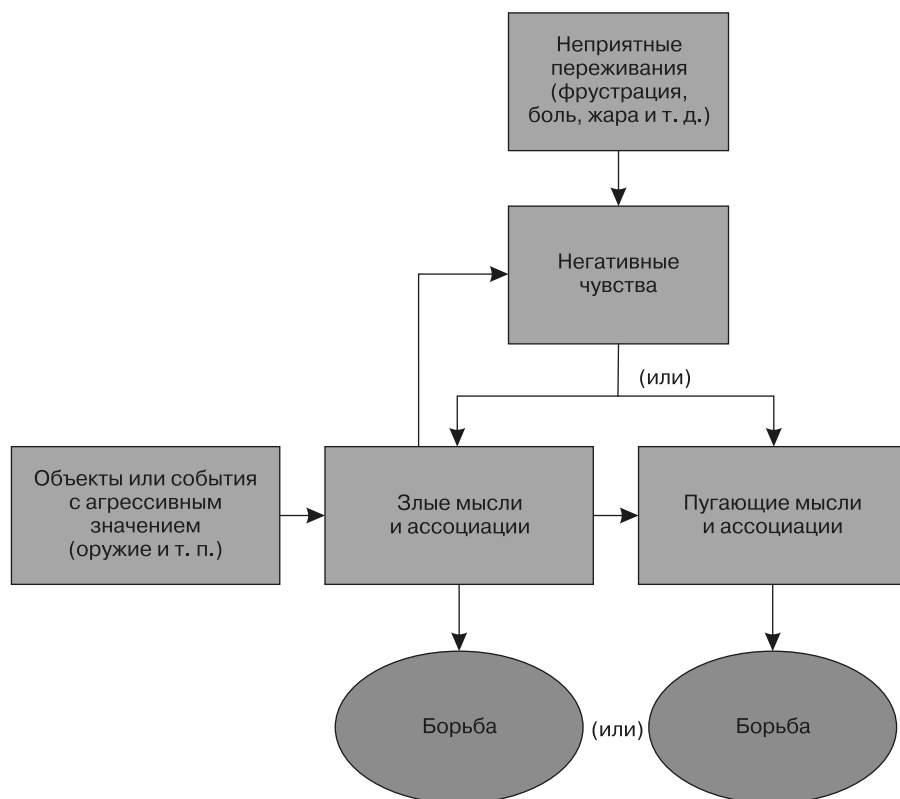 Неприятные
переживания
(фрустрация,
боль, жара и т. д.)
Негативные
чувства
(или)
Объекты или события
с агрессивным
значением
(оружие и т. п.)
Злые мысли
и ассоциации
Пугающие мысли
и ассоциации
Борьба
(или)
Борьба